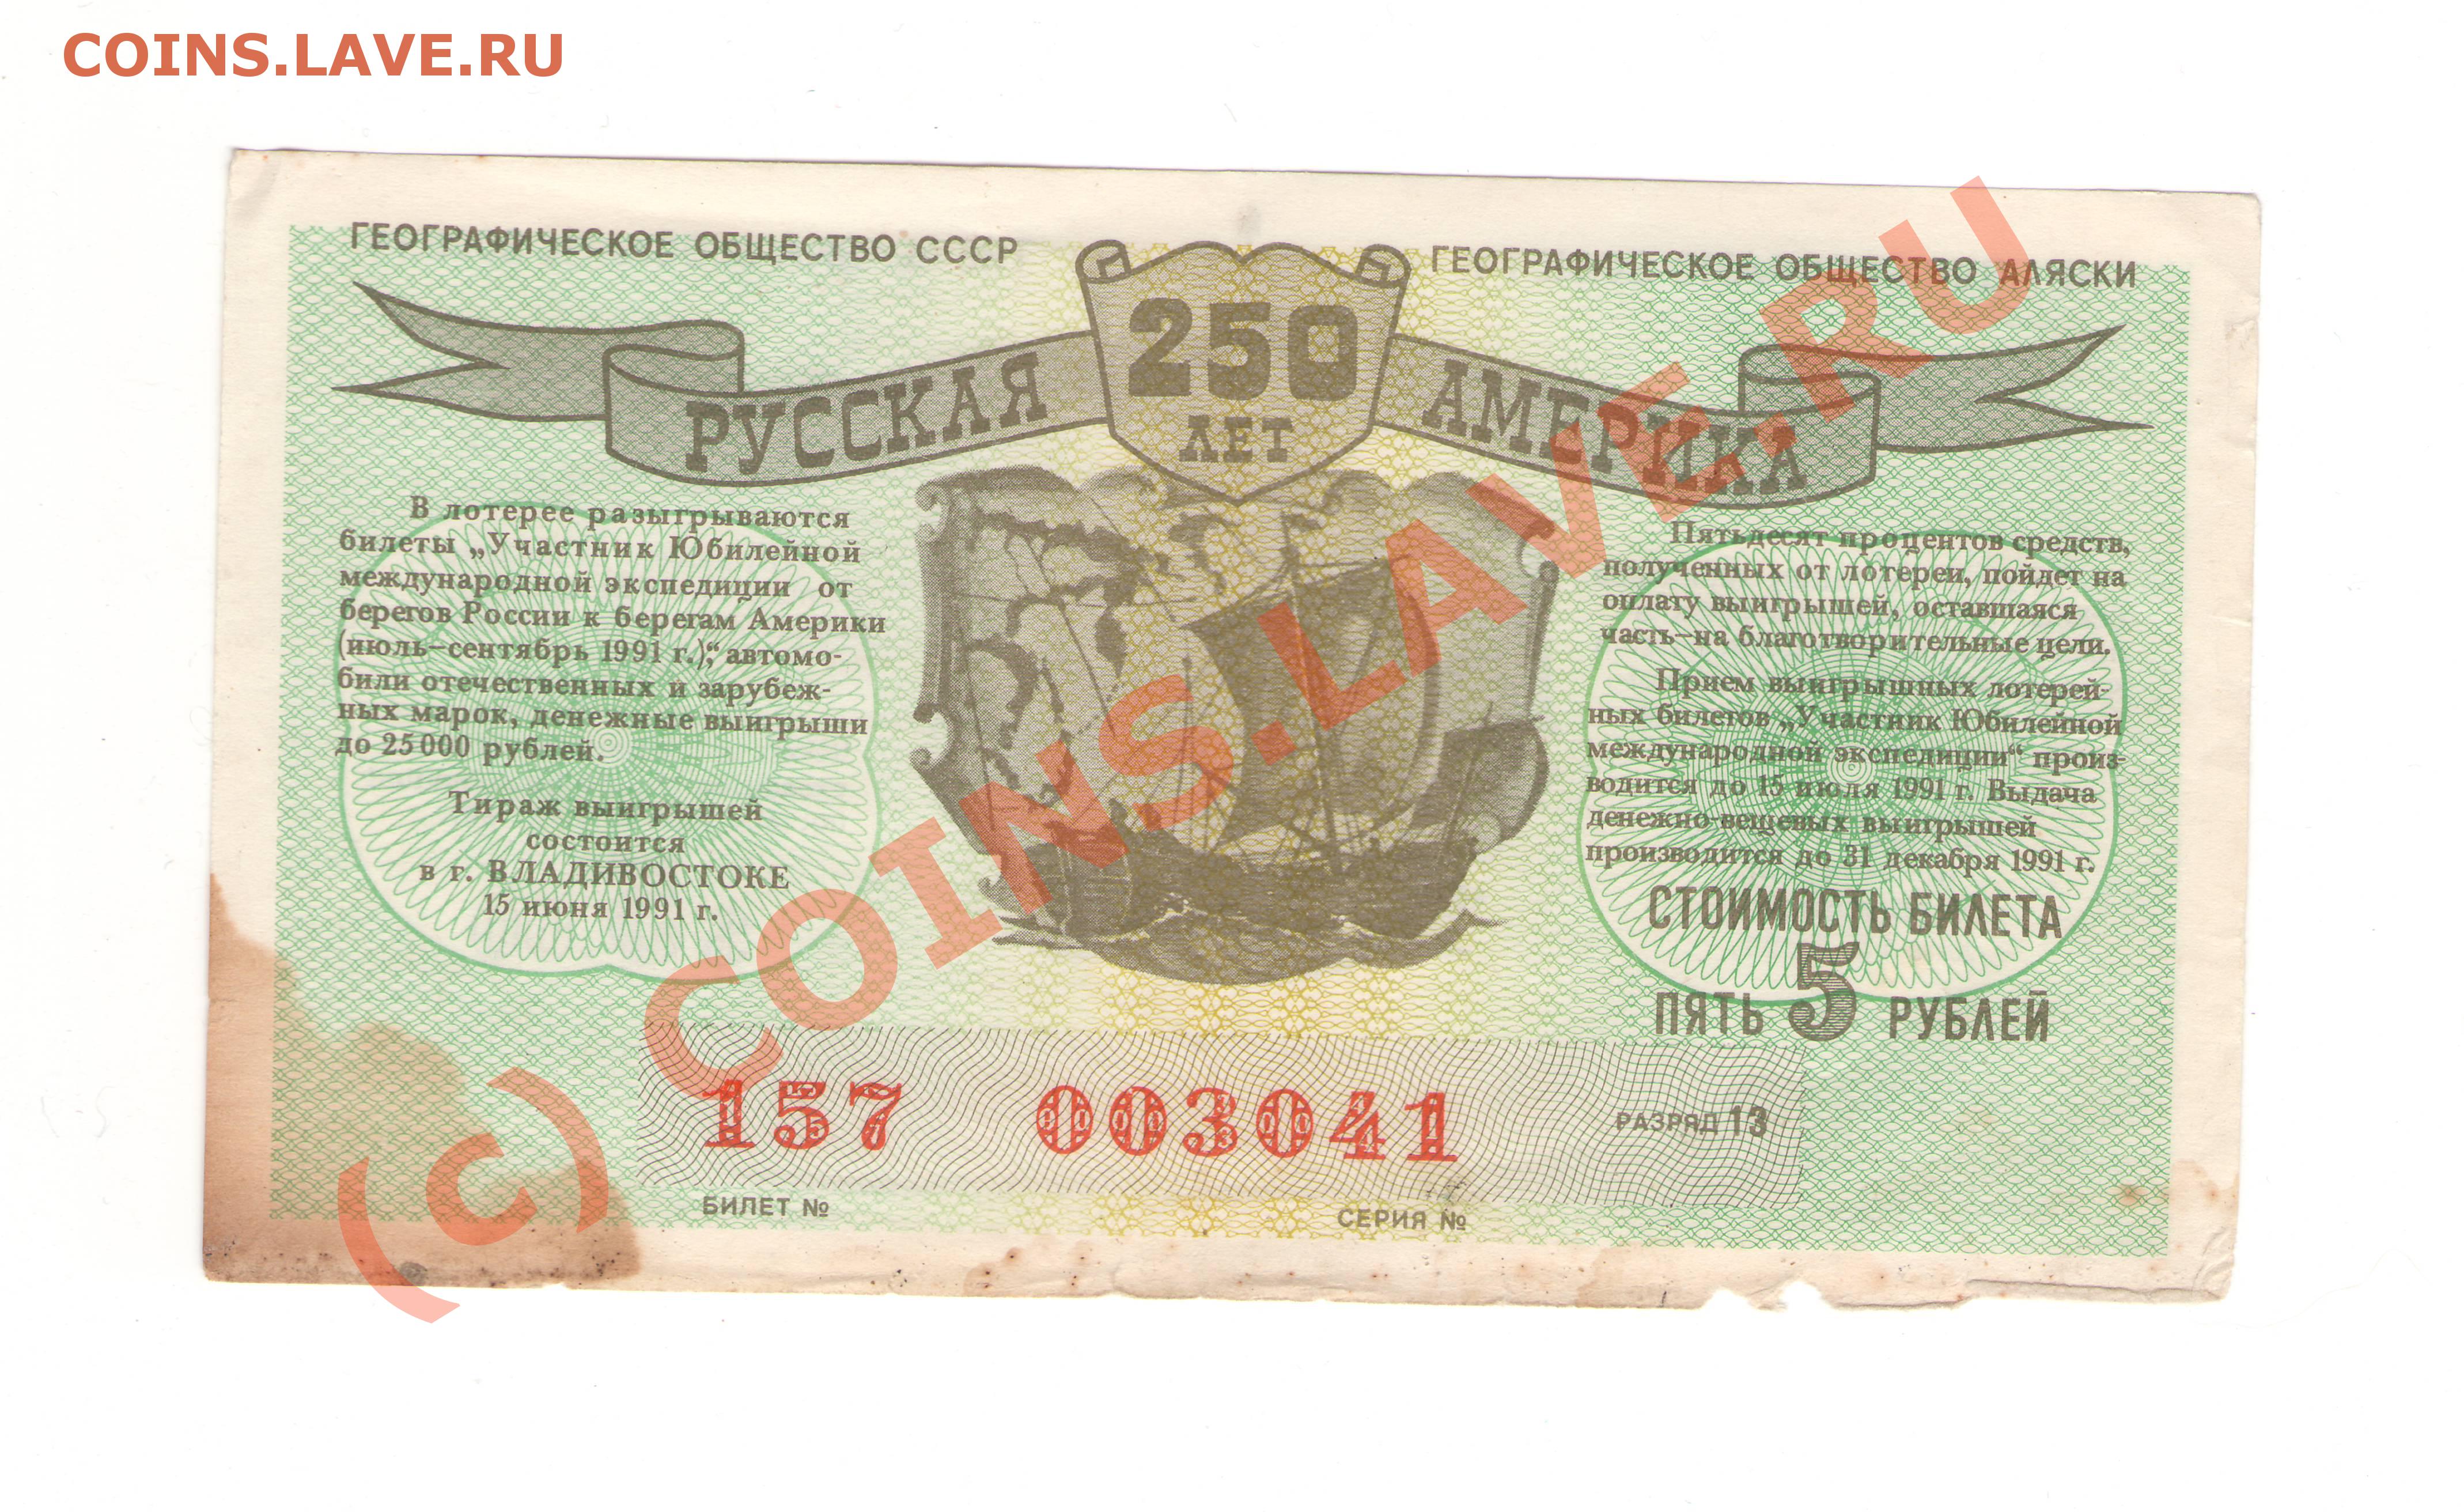 COINS.LAVE.RU
ГЕОГРАФИЧЕСКОЕ ОБЩЕСТВО СССР
ГЕОГРАФИЧЕСКОЕ ОБЩЕСТВО АЛЯСКИ
РУССКАЯ
250
ЛЕТ
АМЕРИКА
В лотерее разыгрываются
билеты „Участник Юбилейной
международной экспедиции от
берегов России к берегам Америки
(июль–сентябрь 1991 г.)“, автомо-
били отечественных и зарубеж-
ных марок, денежные выигрыши
до 25 000 рублей.
Тираж выигрышей
состоится
в г. ВЛАДИВОСТОКЕ
15 июня 1991 г.
Пятьдесят процентов средств,
полученных от лотереи, пойдет на
оплату выигрышей, оставшаяся
часть–на благотворительные цели.
Прием выигрышных лотерей-
ных билетов „Участник Юбилейной
международной экспедиции“ произ-
водится до 15 июля 1991 г. Выдача
денежно-вещевых выигрышей
производится до 31 декабря 1991 г.
СТОИМОСТЬ БИЛЕТА
ПЯТЬ 5 РУБЛЕЙ
157 003041 РАЗРЯД 13
БИЛЕТ № СЕРИЯ №
(c) COINS.LAVE.RU